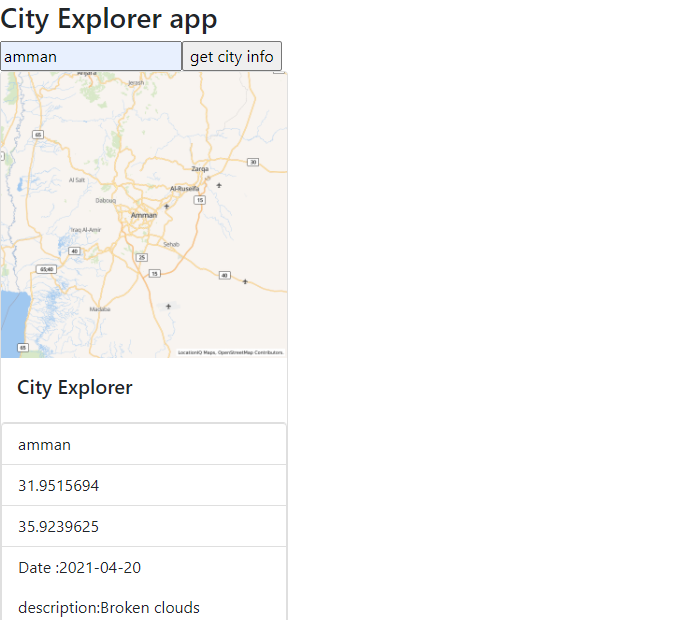 City Explorer app
amman get city info
Jerash
65
30
Zarqa
Al Salt
Al-Ruseifa
15
Dabouq
Amman
Iraq Al-Amir
Sahab
40
25
65;40
15
40
Madaba
65
LocationIQ Maps, OpenStreetMap Contributors.
City Explorer
amman
31.9515694
35.9239625
Date :2021-04-20
description:Broken clouds